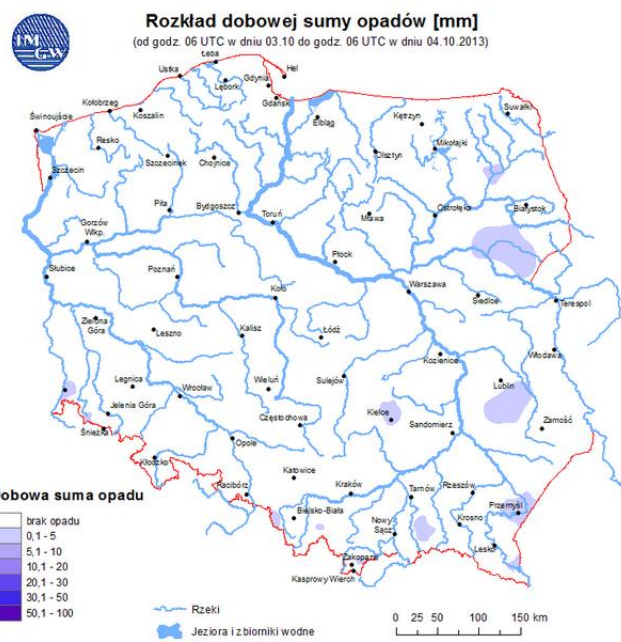 Rozkład dobowej sumy opadów [mm]
(od godz. 06 UTC w dniu 03.10 do godz. 06 UTC w dniu 04.10.2013)
IM
GW
Łeba
Hel
Ustka
Gdynia
Lębork
Gdańsk
Kołobrzeg
Koszalin
Świnoujście
Resko
Szczecinek
Chojnice
Elbląg
Kętrzyn
Suwałki
Mikołajki
Olsztyn
Szczecin
Piła
Bydgoszcz
Toruń
Mława
Ostrołęka
Białystok
Gorzów
Wlkp.
Płock
Słubice
Poznań
Koło
Warszawa
Siedlce
Terespol
Zielona
Góra
Leszno
Kalisz
Łódź
Kozienice
Włodawa
Legnica
Wrocław
Wieluń
Sulejów
Lublin
Jelenia Góra
Śnieżka
Częstochowa
Kielce
Sandomierz
Zamość
Opole
Kłodzko
Katowice
Racibórz
Kraków
Tarnów
Rzeszów
Przemyśl
Bielsko-Biała
Nowy
Sącz
Krosno
Lesko
Zakopane
Kasprowy Wierch
obowa suma opadu
brak opadu
0,1 - 5
5,1 - 10
10,1 - 20
20,1 - 30
30,1 - 50
50,1 - 100
Rzeki
Jeziora i zbiorniki wodne
0 25 50 100 150 km